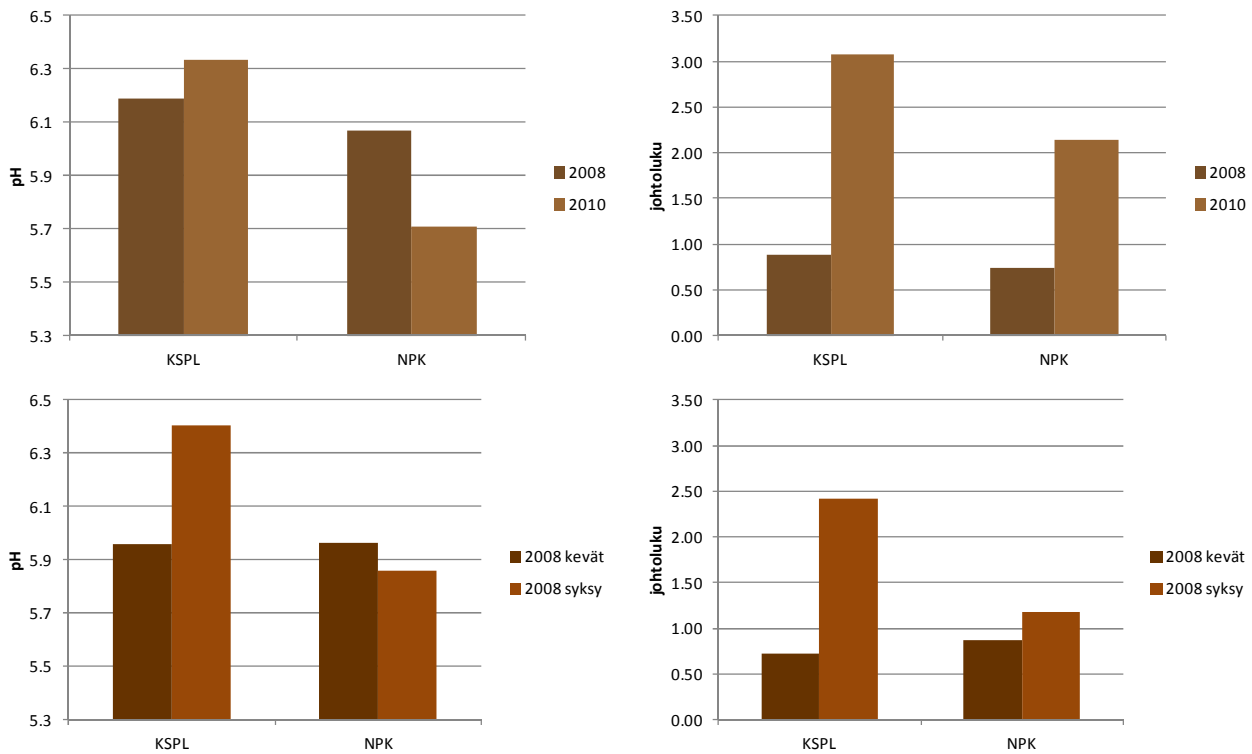 6.5
6.3
6.1
5.9
5.7
5.5
5.3
pH
KSPL
NPK
2008
2010
3.50
3.00
2.50
2.00
1.50
1.00
0.50
0.00
johtoluku
KSPL
NPK
2008
2010
6.5
6.3
6.1
5.9
5.7
5.5
5.3
pH
KSPL
NPK
2008 kevät
2008 syksy
3.50
3.00
2.50
2.00
1.50
1.00
0.50
0.00
johtoluku
KSPL
NPK
2008 kevät
2008 syksy